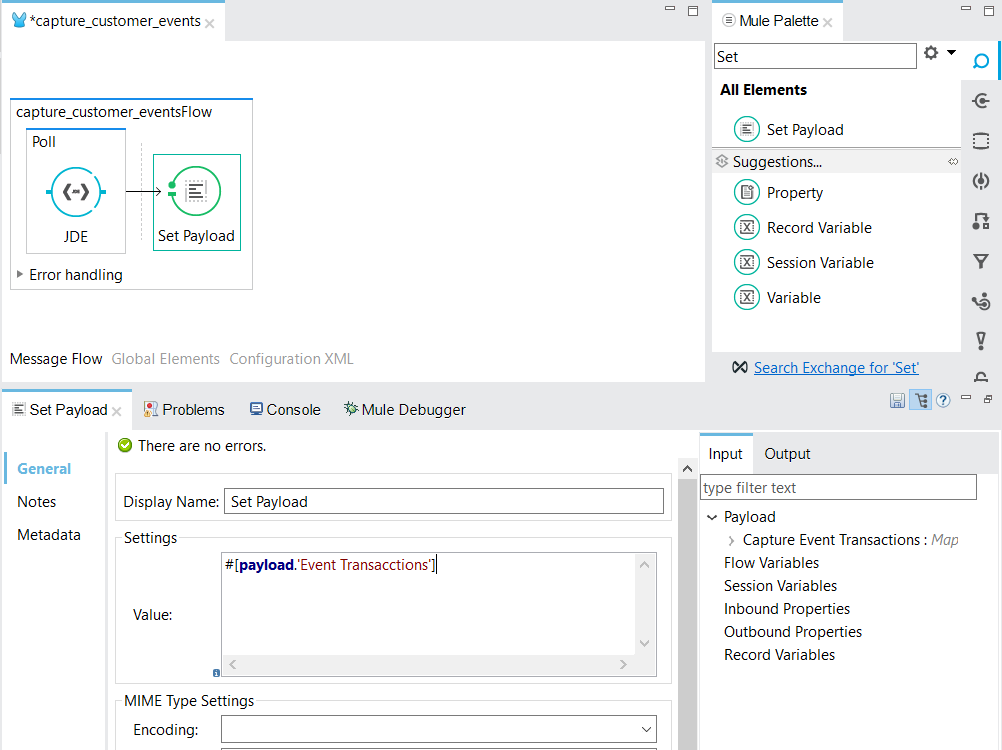 *capture_customer_events
capture_customer_eventsFlow
Poll
JDE
Set Payload
Error handling
Message Flow Global Elements Configuration XML
Mule Palette
Set
All Elements
Set Payload
Suggestions...
Property
Record Variable
Session Variable
Variable
Search Exchange for 'Set'
Set Payload Problems Console Mule Debugger
There are no errors.
General
Notes
Metadata
Display Name: Set Payload
Settings
#[payload.'Event Transacctions']
Value:
MIME Type Settings
Encoding:
Input Output
type filter text
Payload
Capture Event Transactions : Map
Flow Variables
Session Variables
Inbound Properties
Outbound Properties
Record Variables